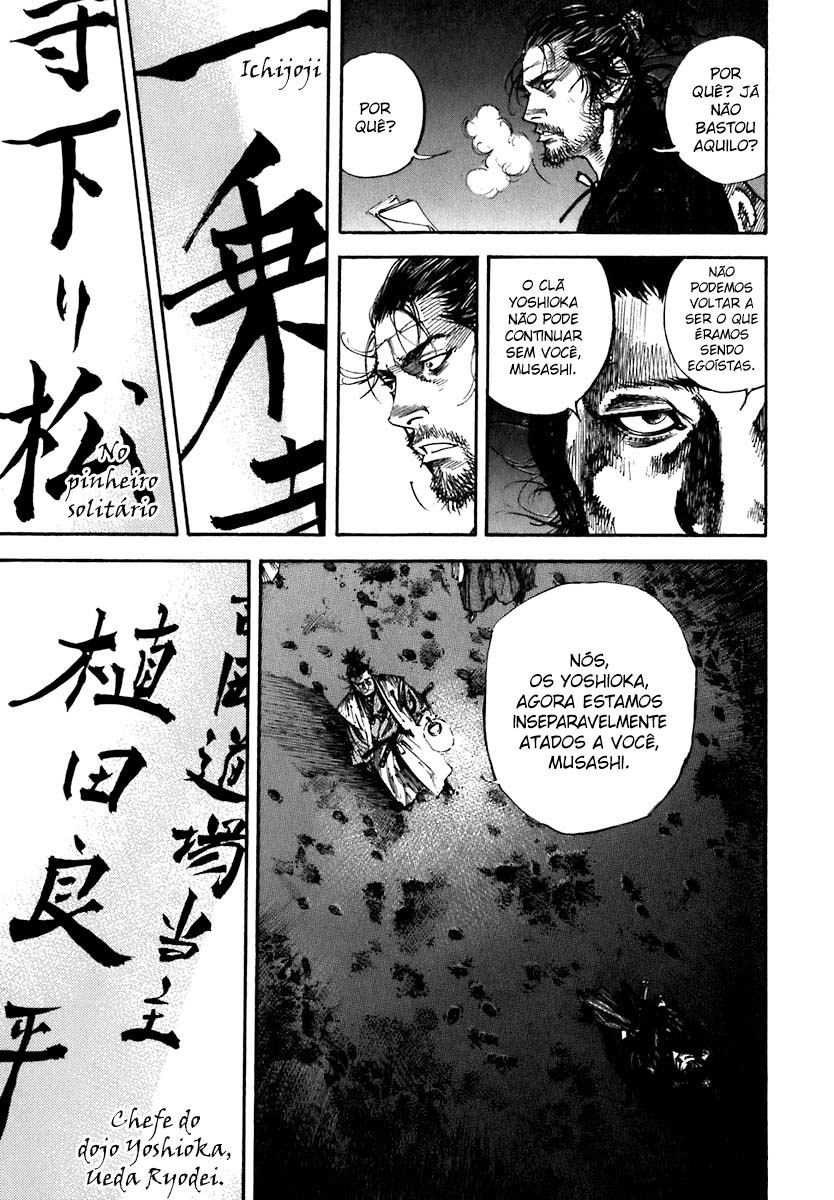 POR
QUÊ? JÁ
NÃO
BASTOU
AQUILO?
POR
QUÊ?
NÃO
PODEMOS
VOLTAR A
SER O QUE
ÉRAMOS
SENDO
EGOÍSTAS.
O CLÃ
YOSHIOKA
NÃO PODE
CONTINUAR
SEM VOCÊ,
MUSASHI.
一乗寺
Ichijoji
寺下り松
No
pinheiro
solitário
NÓS,
OS YOSHIOKA,
AGORA ESTAMOS
INSEPARAVELMENTE
ATADOS A VOCÊ,
MUSASHI.
吉岡道場当主
植田良平
Chefe do
dojo Yoshioka,
Ueda Ryodei.